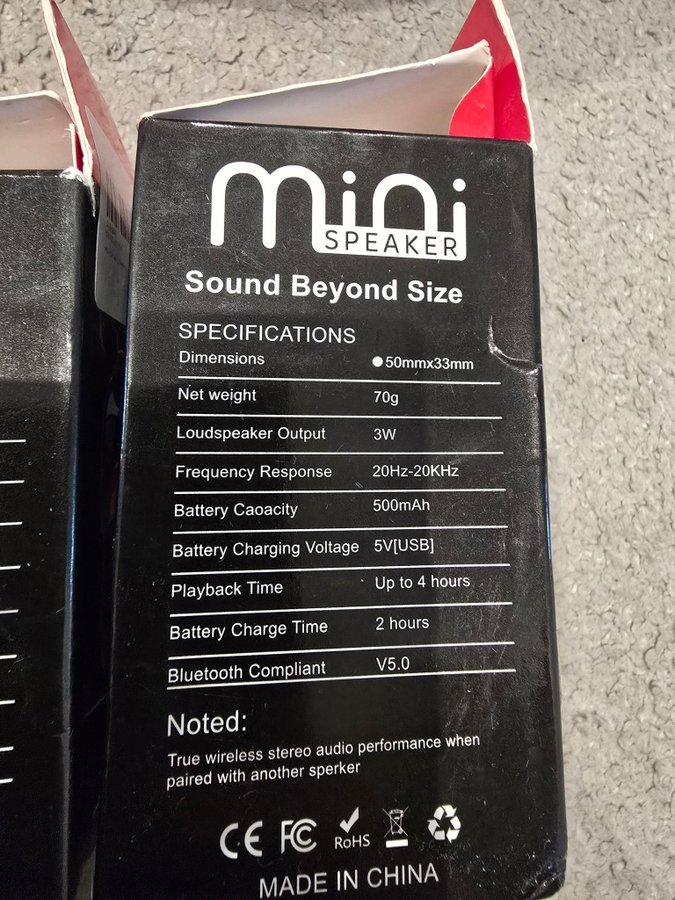 mini
SPEAKER
Sound Beyond Size
SPECIFICATIONS
Dimensions ●50mmx33mm
Net weight 70g
Loudspeaker Output 3W
Frequency Response 20Hz-20KHz
Battery Caoacity 500mAh
Battery Charging Voltage 5V[USB]
Playback Time Up to 4 hours
Battery Charge Time 2 hours
Bluetooth Compliant V5.0
Noted:
True wireless stereo audio performance when
paired with another sperker
CE FC RoHS
MADE IN CHINA